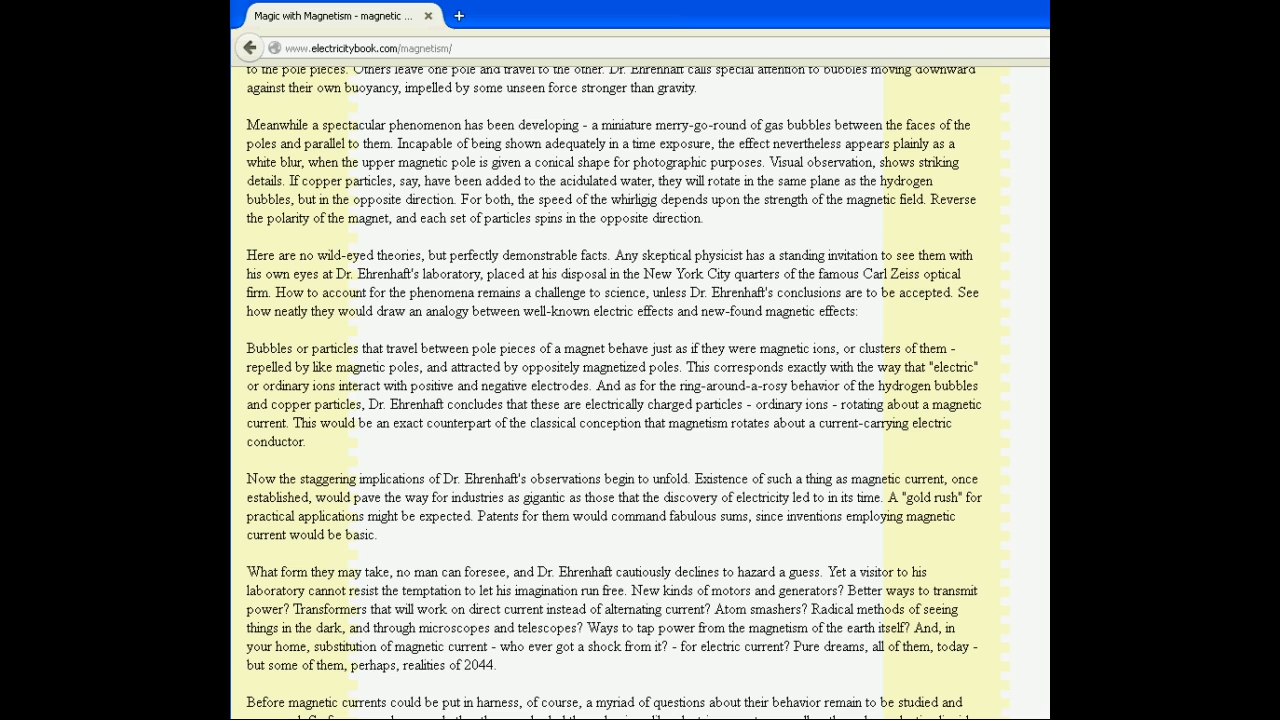 Magic with Magnetism - magnetic ...
www.electricitybook.com/magnetism/
to the pole pieces. Others leave one pole and travel to the other. Dr. Ehrenhaft calls special attention to bubbles moving downward
against their own buoyancy, impelled by some unseen force stronger than gravity.
Meanwhile a spectacular phenomenon has been developing - a miniature merry-go-round of gas bubbles between the faces of the
poles and parallel to them. Incapable of being shown adequately in a time exposure, the effect nevertheless appears plainly as a
white blur, when the upper magnetic pole is given a conical shape for photographic purposes. Visual observation, shows striking
details. If copper particles, say, have been added to the acidulated water, they will rotate in the same plane as the hydrogen
bubbles, but in the opposite direction. For both, the speed of the whirligig depends upon the strength of the magnetic field. Reverse
the polarity of the magnet, and each set of particles spins in the opposite direction.
Here are no wild-eyed theories, but perfectly demonstrable facts. Any skeptical physicist has a standing invitation to see them with
his own eyes at Dr. Ehrenhaft's laboratory, placed at his disposal in the New York City quarters of the famous Carl Zeiss optical
firm. How to account for the phenomena remains a challenge to science, unless Dr. Ehrenhaft's conclusions are to be accepted. See
how neatly they would draw an analogy between well-known electric effects and new-found magnetic effects:
Bubbles or particles that travel between pole pieces of a magnet behave just as if they were magnetic ions, or clusters of them -
repelled by like magnetic poles, and attracted by oppositely magnetized poles. This corresponds exactly with the way that "electric"
or ordinary ions interact with positive and negative electrodes. And as for the ring-around-a-rosy behavior of the hydrogen bubbles
and copper particles, Dr. Ehrenhaft concludes that these are electrically charged particles - ordinary ions - rotating about a magnetic
current. This would be an exact counterpart of the classical conception that magnetism rotates about a current-carrying electric
conductor.
Now the staggering implications of Dr. Ehrenhaft's observations begin to unfold. Existence of such a thing as magnetic current, once
established, would pave the way for industries as gigantic as those that the discovery of electricity led to in its time. A "gold rush" for
practical applications might be expected. Patents for them would command fabulous sums, since inventions employing magnetic
current would be basic.
What form they may take, no man can foresee, and Dr. Ehrenhaft cautiously declines to hazard a guess. Yet a visitor to his
laboratory cannot resist the temptation to let his imagination run free. New kinds of motors and generators? Better ways to transmit
power? Transformers that will work on direct current instead of alternating current? Atom smashers? Radical methods of seeing
things in the dark, and through microscopes and telescopes? Ways to tap power from the magnetism of the earth itself? And, in
your home, substitution of magnetic current - who ever got a shock from it? - for electric current? Pure dreams, all of them, today -
but some of them, perhaps, realities of 2044.
Before magnetic currents could be put in harness, of course, a myriad of questions about their behavior remain to be studied and